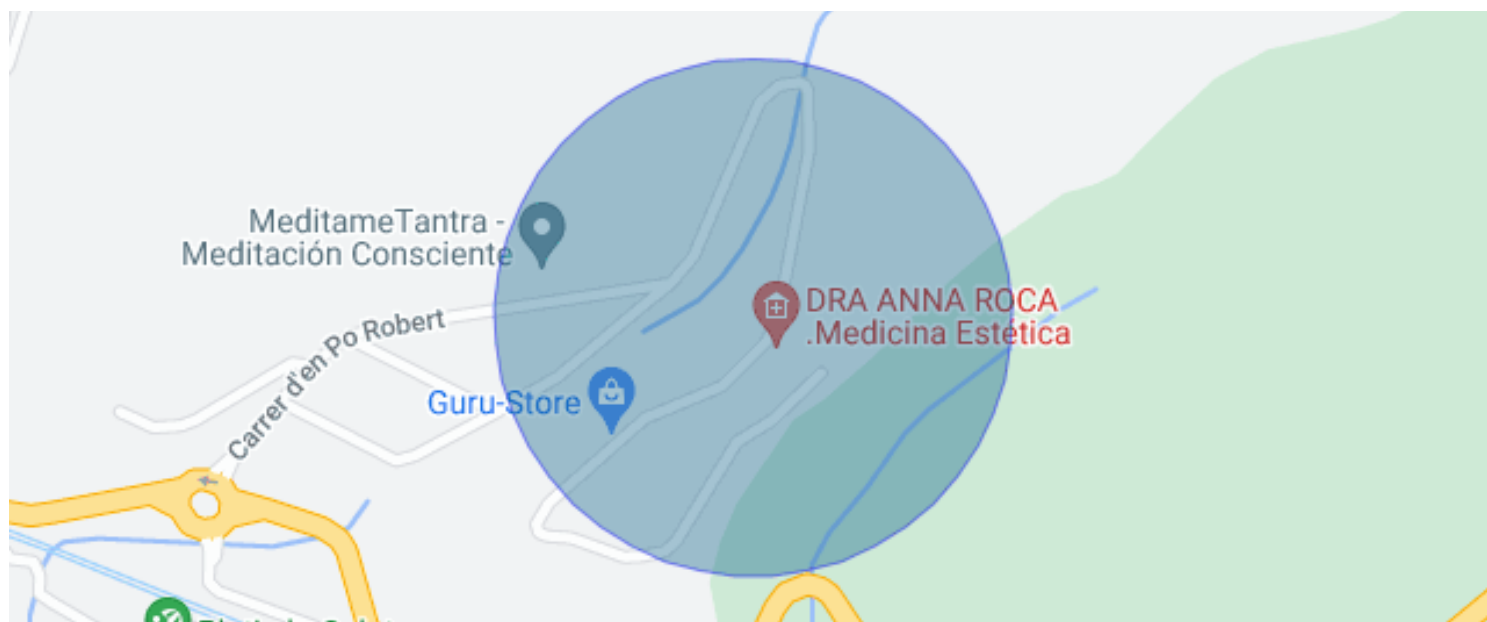 MeditameTantra -
Meditación Consciente
DRA ANNA ROCA
.Medicina Estética
Carrer d'en Po Robert
Guru-Store